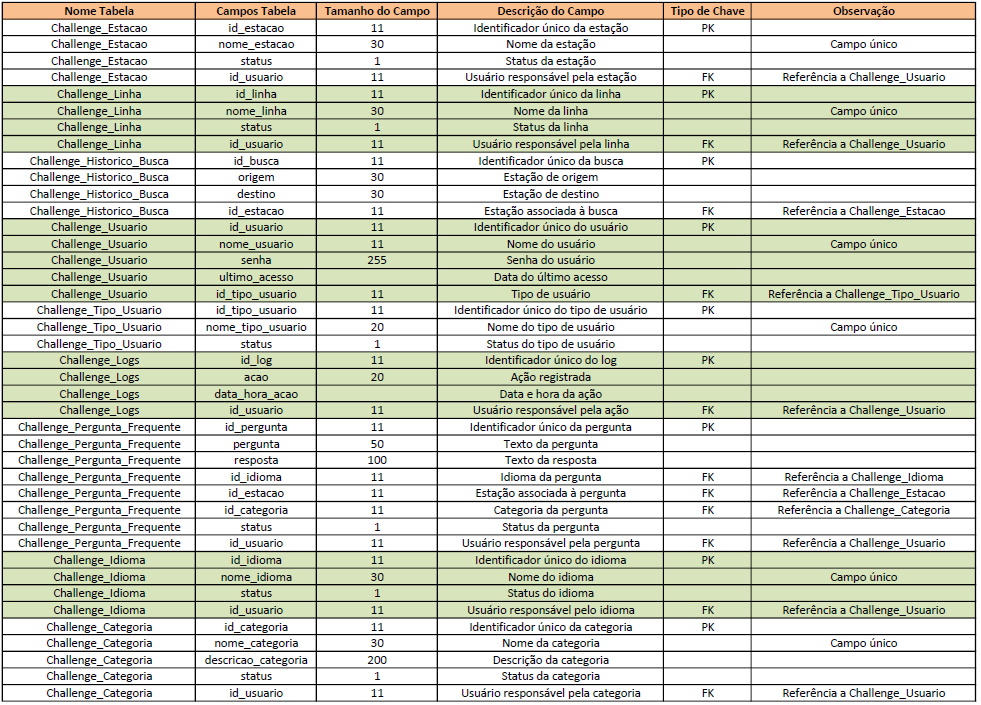 Nome Tabela Campos Tabela Tamanho do Campo Descrição do Campo Tipo de Chave Observação
Challenge_Estacao id_estacao 11 Identificador único da estação PK
Challenge_Estacao nome_estacao 30 Nome da estação Campo único
Challenge_Estacao status 1 Status da estação
Challenge_Estacao id_usuario 11 Usuário responsável pela estação FK Referência a Challenge_Usuario
Challenge_Linha id_linha 11 Identificador único da linha PK
Challenge_Linha nome_linha 30 Nome da linha Campo único
Challenge_Linha status 1 Status da linha
Challenge_Linha id_usuario 11 Usuário responsável pela linha FK Referência a Challenge_Usuario
Challenge_Historico_Busca id_busca 11 Identificador único da busca PK
Challenge_Historico_Busca origem 30 Estação de origem
Challenge_Historico_Busca destino 30 Estação de destino
Challenge_Historico_Busca id_estacao 11 Estação associada à busca FK Referência a Challenge_Estacao
Challenge_Usuario id_usuario 11 Identificador único do usuário PK
Challenge_Usuario nome_usuario 11 Nome do usuário Campo único
Challenge_Usuario senha 255 Senha do usuário
Challenge_Usuario ultimo_acesso Data do último acesso
Challenge_Usuario id_tipo_usuario 11 Tipo de usuário FK Referência a Challenge_Tipo_Usuario
Challenge_Tipo_Usuario id_tipo_usuario 11 Identificador único do tipo de usuário PK
Challenge_Tipo_Usuario nome_tipo_usuario 20 Nome do tipo de usuário Campo único
Challenge_Tipo_Usuario status 1 Status do tipo de usuário
Challenge_Logs id_log 11 Identificador único do log PK
Challenge_Logs acao 20 Ação registrada
Challenge_Logs data_hora_acao Data e hora da ação
Challenge_Logs id_usuario 11 Usuário responsável pela ação FK Referência a Challenge_Usuario
Challenge_Pergunta_Frequente id_pergunta 11 Identificador único da pergunta PK
Challenge_Pergunta_Frequente pergunta 50 Texto da pergunta
Challenge_Pergunta_Frequente resposta 100 Texto da resposta
Challenge_Pergunta_Frequente id_idioma 11 Idioma da pergunta FK Referência a Challenge_Idioma
Challenge_Pergunta_Frequente id_estacao 11 Estação associada à pergunta FK Referência a Challenge_Estacao
Challenge_Pergunta_Frequente id_categoria 11 Categoria da pergunta FK Referência a Challenge_Categoria
Challenge_Pergunta_Frequente status 1 Status da pergunta
Challenge_Pergunta_Frequente id_usuario 11 Usuário responsável pela pergunta FK Referência a Challenge_Usuario
Challenge_Idioma id_idioma 11 Identificador único do idioma PK
Challenge_Idioma nome_idioma 30 Nome do idioma Campo único
Challenge_Idioma status 1 Status do idioma
Challenge_Idioma id_usuario 11 Usuário responsável pelo idioma FK Referência a Challenge_Usuario
Challenge_Categoria id_categoria 11 Identificador único da categoria PK
Challenge_Categoria nome_categoria 30 Nome da categoria Campo único
Challenge_Categoria descricao_categoria 200 Descrição da categoria
Challenge_Categoria status 1 Status da categoria
Challenge_Categoria id_usuario 11 Usuário responsável pela categoria FK Referência a Challenge_Usuario